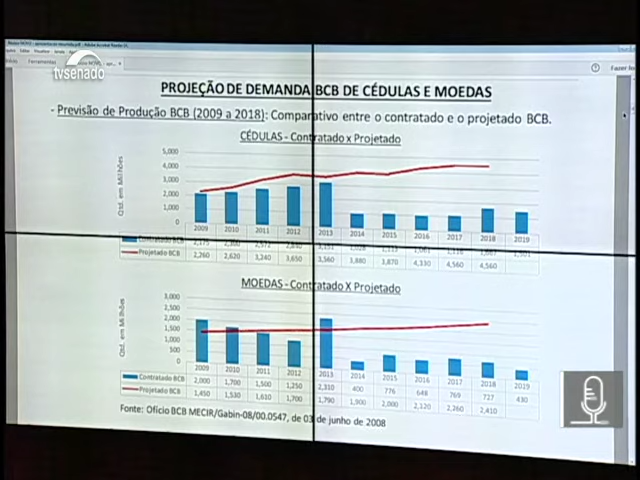 tvsenado
PROJEÇÃO DE DEMANDA BCB DE CÉDULAS E MOEDAS
- Previsão de Produção BCB (2009 a 2018): Comparativo entre o contratado e o projetado BCB.
CÉDULAS - Contratado x Projetado
Qtd. em Milhões
5,000
4,000
3,000
2,000
1,000
0
2009 2010 2011 2012 2013 2014 2015 2016 2017 2018 2019
Contratado BCB
Projetado BCB 2,260 2,620 3,240 3,650 3,560 3,880 3,870 4,330 4,560 4,560
MOEDAS - Contratado X Projetado
Qtd. em Milhões
3,000
2,500
2,000
1,500
1,000
500
0
2009 2010 2011 2012 2013 2014 2015 2016 2017 2018 2019
Contratado BCB 2,000 1,700 1,500 1,250 2,310 400 776 648 769 727 430
Projetado BCB 1,450 1,530 1,610 1,700 1,790 1,900 2,000 2,120 2,260 2,410
Fonte: Ofício BCB MECIR/Gabin-08/00.0547, de 03 de junho de 2008